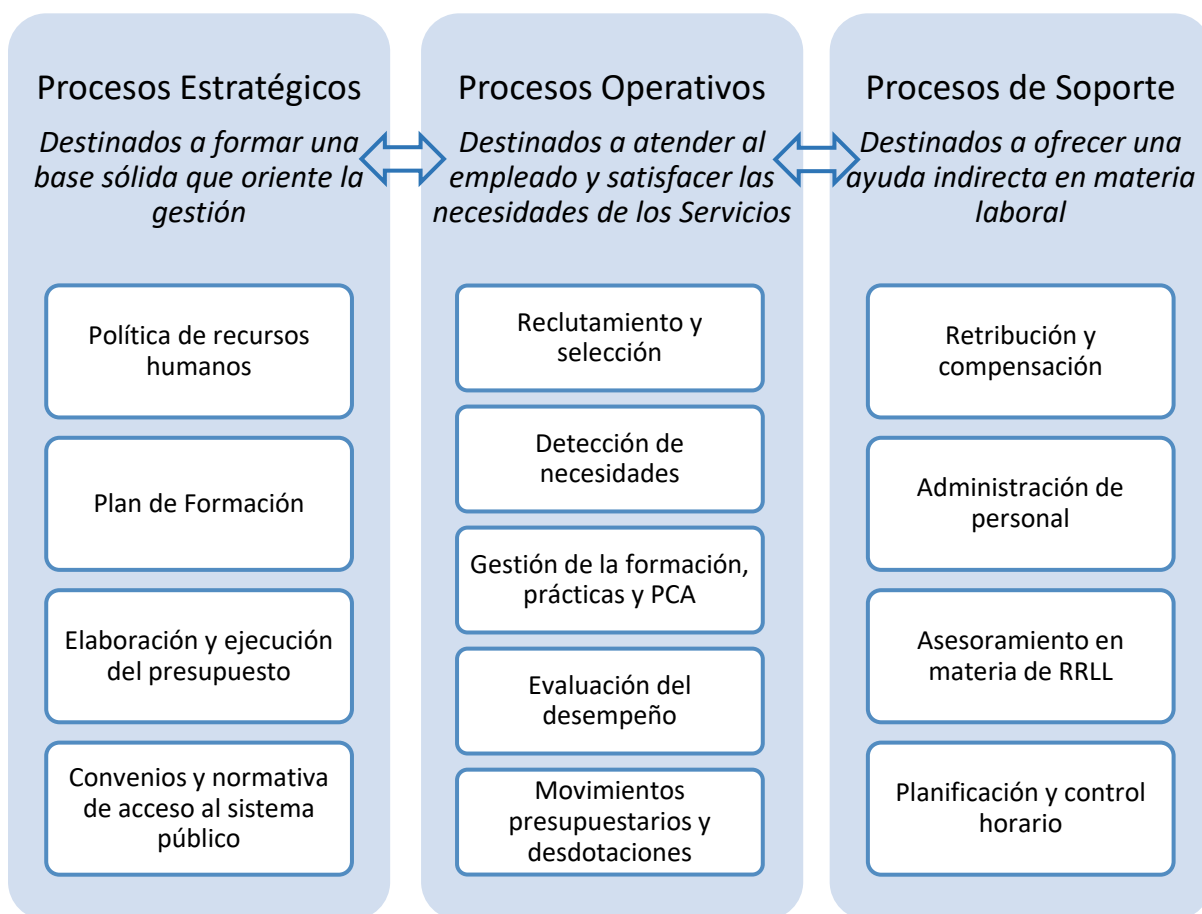 Procesos Estratégicos
Destinados a formar una
base sólida que oriente la
gestión
Política de recursos
humanos
Plan de Formación
Elaboración y ejecución
del presupuesto
Convenios y normativa
de acceso al sistema
público
Procesos Operativos
Destinados a atender al
empleado y satisfacer las
necesidades de los Servicios
Reclutamiento y
selección
Detección de
necesidades
Gestión de la formación,
prácticas y PCA
Evaluación del
desempeño
Movimientos
presupuestarios y
desdotaciones
Procesos de Soporte
Destinados a ofrecer una
ayuda indirecta en materia
laboral
Retribución y
compensación
Administración de
personal
Asesoramiento en
materia de RRLL
Planificación y control
horario